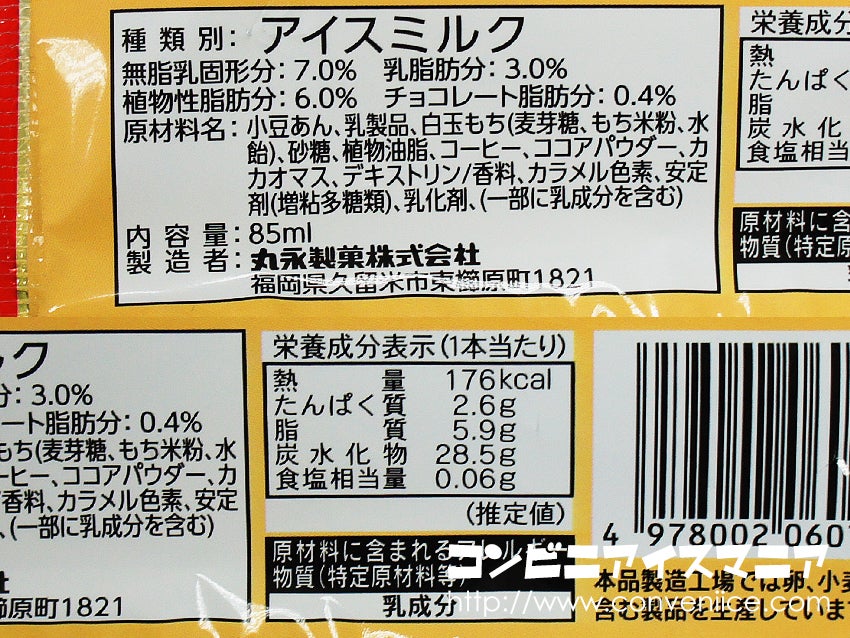 種類別: アイスミルク
無脂乳固形分: 7.0% 乳脂肪分: 3.0%
植物性脂肪分: 6.0% チョコレート脂肪分: 0.4%
原材料名: 小豆あん、乳製品、白玉もち(麦芽糖、もち米粉、水
飴)、砂糖、植物油脂、コーヒー、ココアパウダー、カ
カオマス、デキストリン/香料、カラメル色素、安定
剤(増粘多糖類)、乳化剤、(一部に乳成分を含む)
内容量: 85ml
製造者: 丸永製菓株式会社
福岡県久留米市東櫛原町1821
栄養成分
熱
たんぱく
脂
炭水化
食塩相当
原材料に含
物質(特定原
ルク
分: 3.0%
ート脂肪分: 0.4%
もち(麦芽糖、もち米粉、水
ーヒー、ココアパウダー、カ
/香料、カラメル色素、安定
、(一部に乳成分を含む)
社
櫛原町1821
栄養成分表示(1本当たり)
熱量 176kcal
たんぱく質 2.6g
脂質 5.9g
炭水化物 28.5g
食塩相当量 0.06g
(推定値)
原材料に含まれるアレルギー
物質(特定原材料等)
乳成分
4 978002 060
本品製造工場では卵、小麦
含む製品を生産していま
コンビニアイスマニア
http://www.conveniice.com/